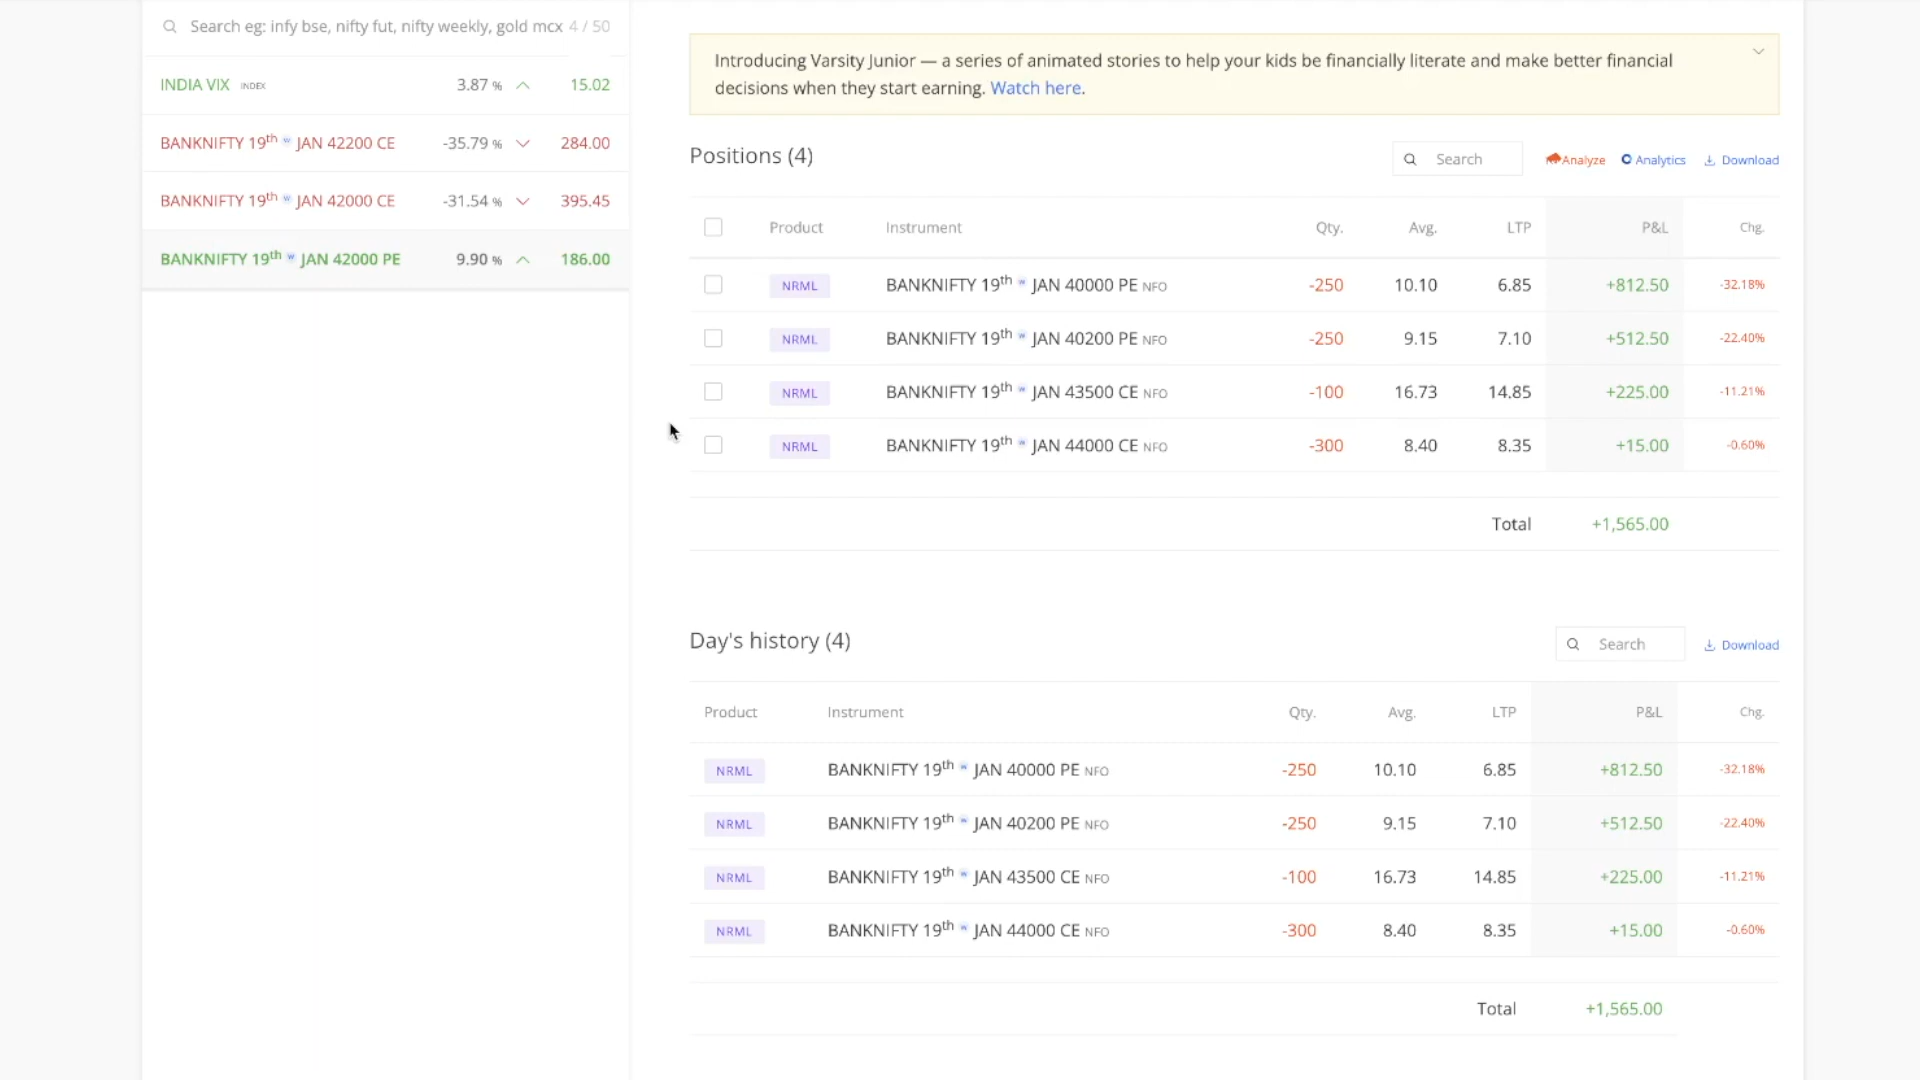 Search eg: infy bse, nifty fut, nifty weekly, gold mcx 4 / 50
INDIA VIX INDEX 3.87 % 15.02
BANKNIFTY 19th w JAN 42200 CE -35.79 % 284.00
BANKNIFTY 19th w JAN 42000 CE -31.54 % 395.45
BANKNIFTY 19th w JAN 42000 PE 9.90 % 186.00
Introducing Varsity Junior — a series of animated stories to help your kids be financially literate and make better financial
decisions when they start earning. Watch here.
Positions (4) Search Analyze Analytics Download
Product Instrument Qty. Avg. LTP P&L Chg.
NRML BANKNIFTY 19th w JAN 40000 PE NFO -250 10.10 6.85 +812.50 -32.18%
NRML BANKNIFTY 19th w JAN 40200 PE NFO -250 9.15 7.10 +512.50 -22.40%
NRML BANKNIFTY 19th w JAN 43500 CE NFO -100 16.73 14.85 +225.00 -11.21%
NRML BANKNIFTY 19th w JAN 44000 CE NFO -300 8.40 8.35 +15.00 -0.60%
Total +1,565.00
Day's history (4) Search Download
Product Instrument Qty. Avg. LTP P&L Chg.
NRML BANKNIFTY 19th w JAN 40000 PE NFO -250 10.10 6.85 +812.50 -32.18%
NRML BANKNIFTY 19th w JAN 40200 PE NFO -250 9.15 7.10 +512.50 -22.40%
NRML BANKNIFTY 19th w JAN 43500 CE NFO -100 16.73 14.85 +225.00 -11.21%
NRML BANKNIFTY 19th w JAN 44000 CE NFO -300 8.40 8.35 +15.00 -0.60%
Total +1,565.00